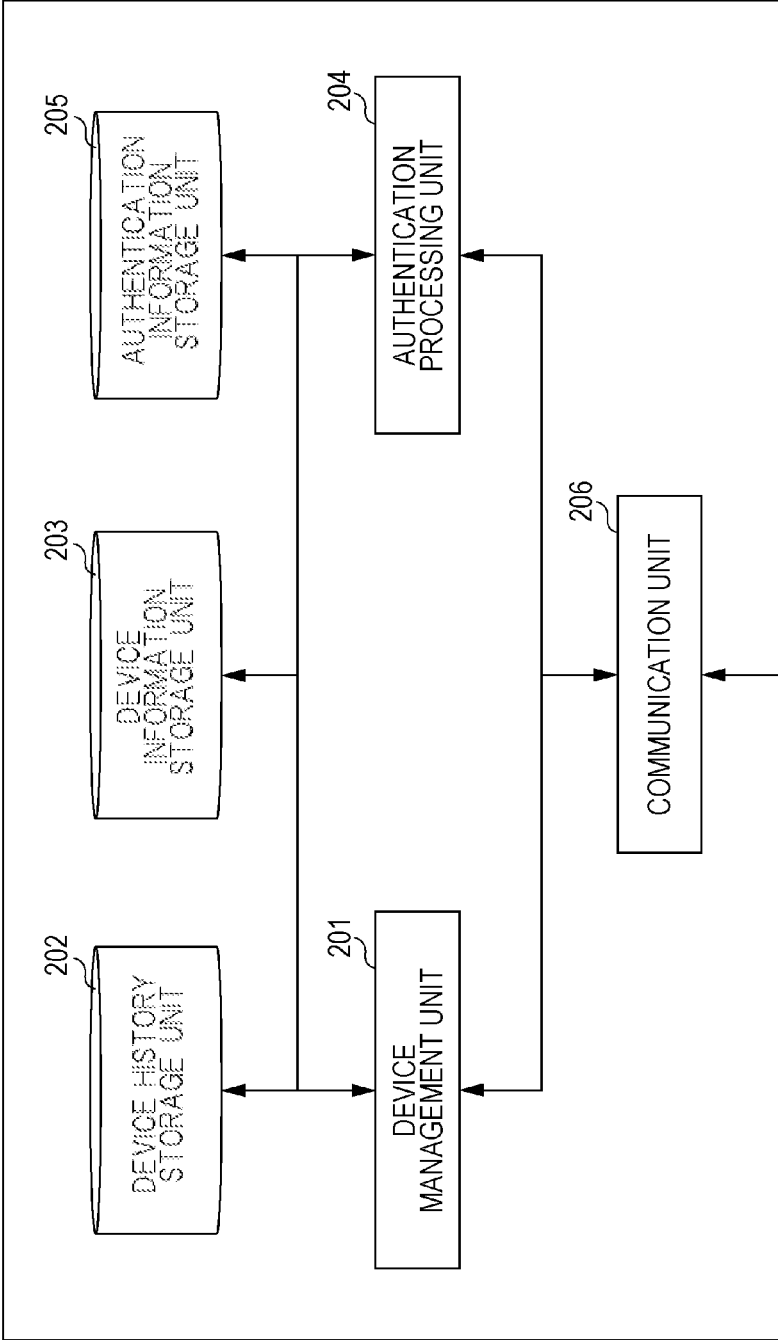 202
DEVICE HISTORY
STORAGE UNIT
203
DEVICE
INFORMATION
STORAGE UNIT
205
AUTHENTICATION
INFORMATION
STORAGE UNIT
201
DEVICE
MANAGEMENT UNIT
204
AUTHENTICATION
PROCESSING UNIT
206
COMMUNICATION UNIT